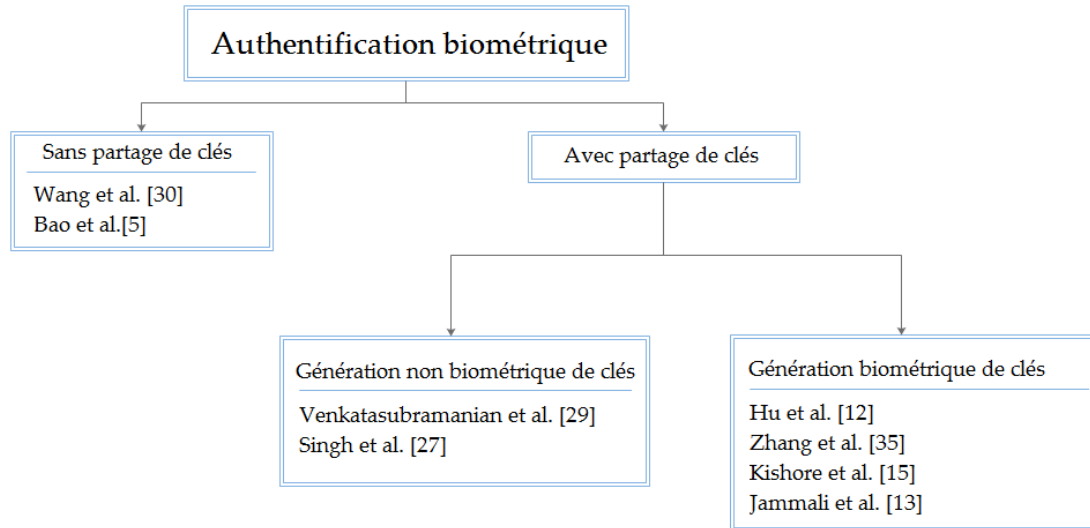 Authentification biométrique
Sans partage de clés
Wang et al. [30]
Bao et al.[5]
Avec partage de clés
Génération non biométrique de clés
Venkatasubramanian et al. [29]
Singh et al. [27]
Génération biométrique de clés
Hu et al. [12]
Zhang et al. [35]
Kishore et al. [15]
Jammali et al. [13]